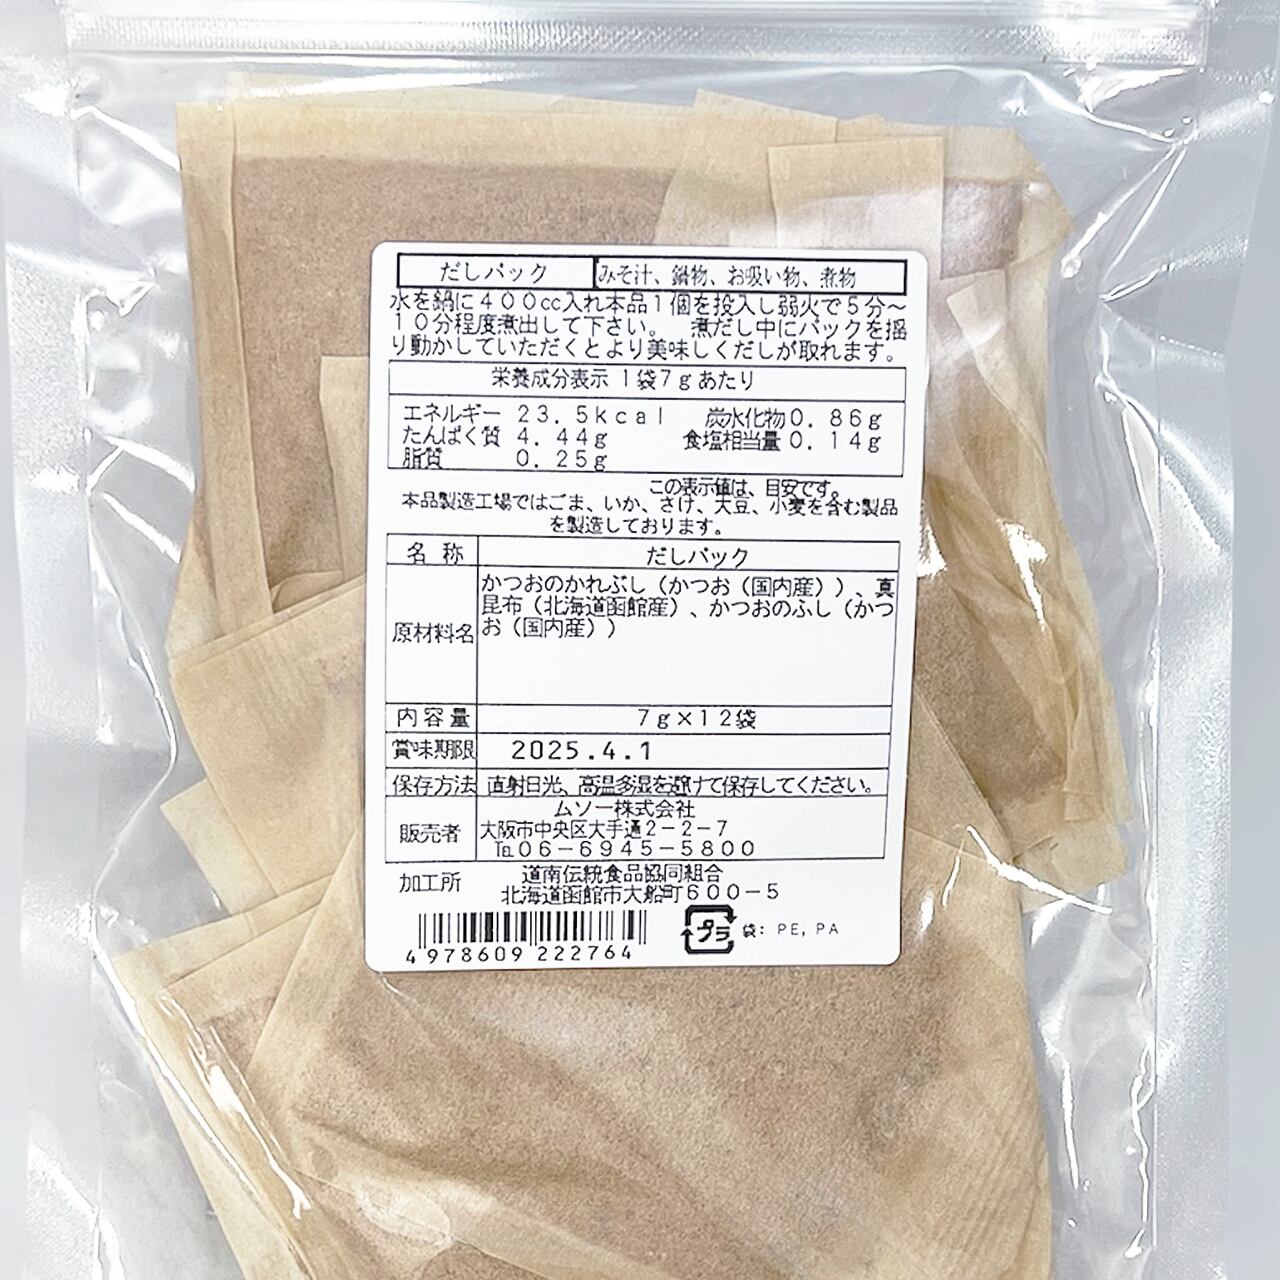 だしパック みそ汁、鍋物、お吸い物、煮物
水を鍋に４００cc入れ本品１個を投入し弱火で５分～
１０分程度煮出して下さい。 煮だし中にパックを揺
り動かしていただくとより美味しくだしが取れます。
栄養成分表示 １袋７ｇあたり
エネルギー ２３．５ｋｃａｌ 炭水化物０．８６ｇ
たんぱく質 ４．４４ｇ 食塩相当量０．１４ｇ
脂質 ０．２５ｇ
この表示値は、目安です。
本品製造工場ではごま、いか、さけ、大豆、小麦を含む製品
を製造しております。
名 称 だしパック
原材料名 かつおのかれぶし（かつお（国内産））、真
昆布（北海道函館産）、かつおのふし（かつ
お（国内産））
内容量 ７ｇ×１２袋
賞味期限 2025.4.1
保存方法 直射日光、高温多湿を避けて保存してください。
販売者 ムソー株式会社
大阪市中央区大手通２－２－７
℡０６－６９４５－５８００
加工所 道南伝統食品協同組合
北海道函館市大船町６００－５
プラ 袋：ＰＥ，ＰＡ
4 978609 222764